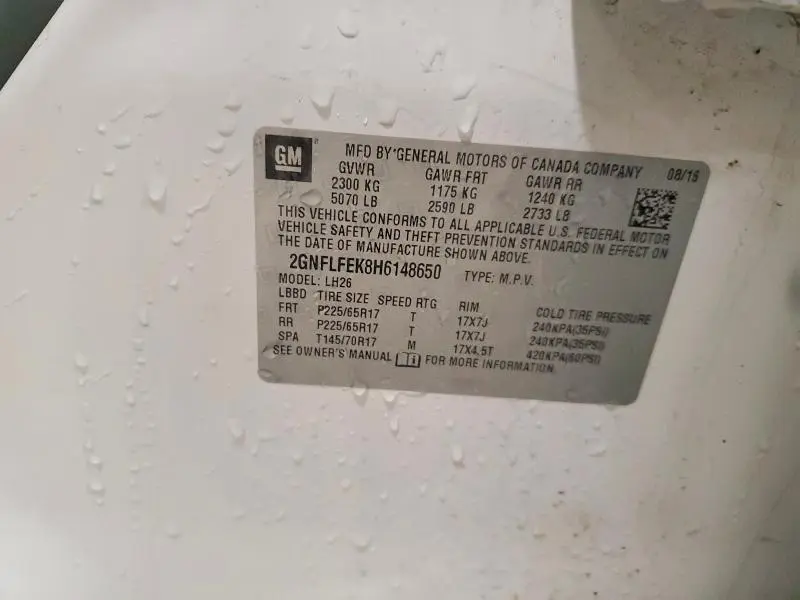 GM ® MFD BY*GENERAL MOTORS OF CANADA COMPANY 08/16
GVWR GAWR FRT GAWR RR
2300 KG 1175 KG 1240 KG
5070 LB 2590 LB 2733 LB
THIS VEHICLE CONFORMS TO ALL APPLICABLE U.S. FEDERAL MOTOR
VEHICLE SAFETY AND THEFT PREVENTION STANDARDS IN EFFECT ON
THE DATE OF MANUFACTURE SHOWN ABOVE.
2GNFLFEK8H6148650 TYPE: M.P.V.
MODEL: LH26
LBBD TIRE SIZE SPEED RTG RIM COLD TIRE PRESSURE
FRT P225/65R17 T 17X7J 240KPA(35PSI)
RR P225/65R17 T 17X7J 240KPA(35PSI)
SPA T145/70R17 M 17X4.5T 420KPA(60PSI)
SEE OWNER'S MANUAL FOR MORE INFORMATION.